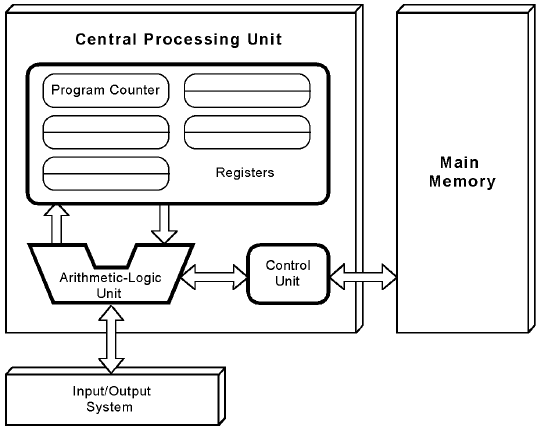 Central Processing Unit
Program Counter
Registers
Main
Memory
Arithmetic-Logic
Unit
Control
Unit
Input/Output
System